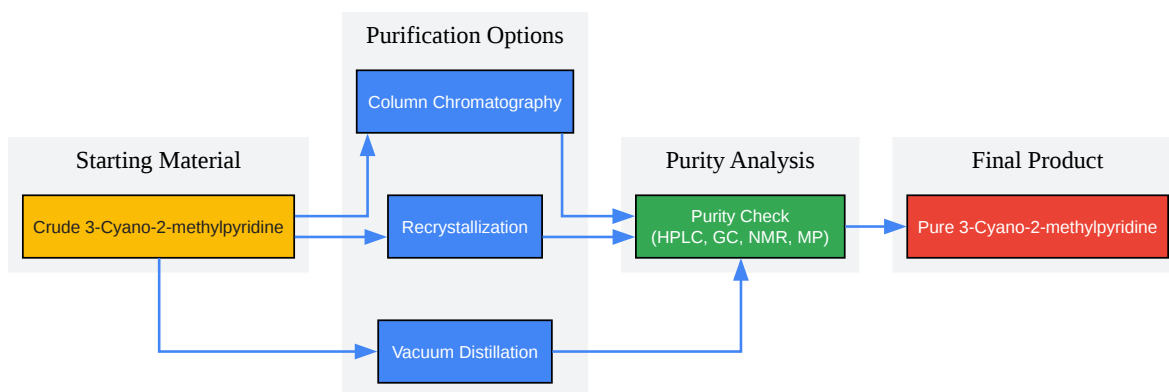 Purification Options
Column Chromatography
Starting Material
Purity Analysis
Final Product
Crude 3-Cyano-2-methylpyridine
Recrystallization
Purity Check
(HPLC, GC, NMR, MP)
Pure 3-Cyano-2-methylpyridine
Vacuum Distillation